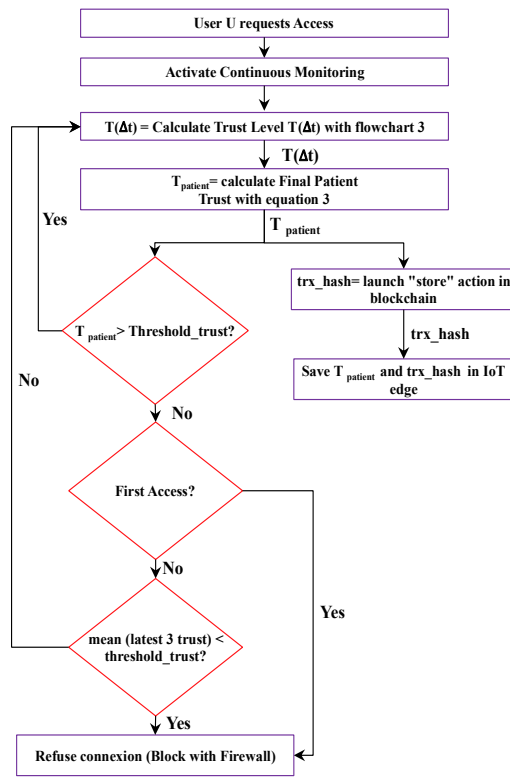 User U requests Access
Activate Continuous Monitoring
T(Δt) = Calculate Trust Level T(Δt) with flowchart 3
T(Δt)
T patient= calculate Final Patient
Trust with equation 3
Yes
T patient
trx_hash= launch "store" action in
blockchain
T patient> Threshold_trust?
trx_hash
No
Save T patient and trx_hash in IoT
edge
No
First Access?
No
Yes
mean (latest 3 trust) <
threshold_trust?
Yes
Refuse connexion (Block with Firewall)